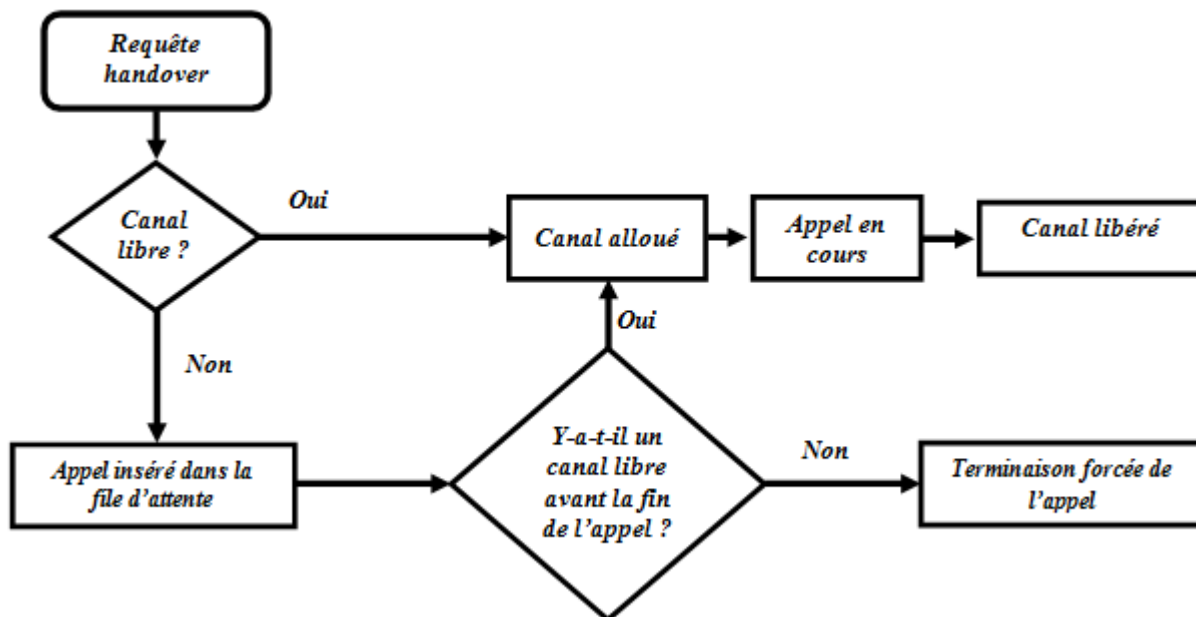 Requête
handover
Canal
libre ?
Oui
Canal alloué
Appel en
cours
Canal libéré
Oui
Non
Appel inséré dans la
file d'attente
Y-a-t-il un
canal libre
avant la fin
de l'appel ?
Non
Terminaison forcée de
l'appel